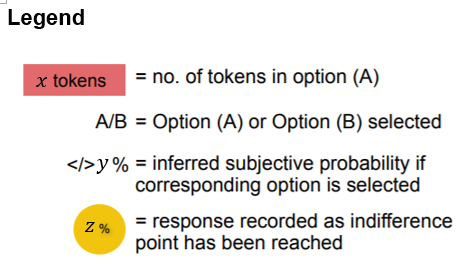 Legend
x tokens = no. of tokens in option (A)
A/B = Option (A) or Option (B) selected
</>y% = inferred subjective probability if
corresponding option is selected
z% = response recorded as indifference
point has been reached